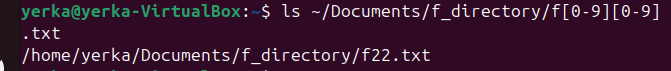 yerka@yerka-VirtualBox:~$ ls ~/Documents/f_directory/f[0-9][0-9]
.txt
/home/yerka/Documents/f_directory/f22.txt